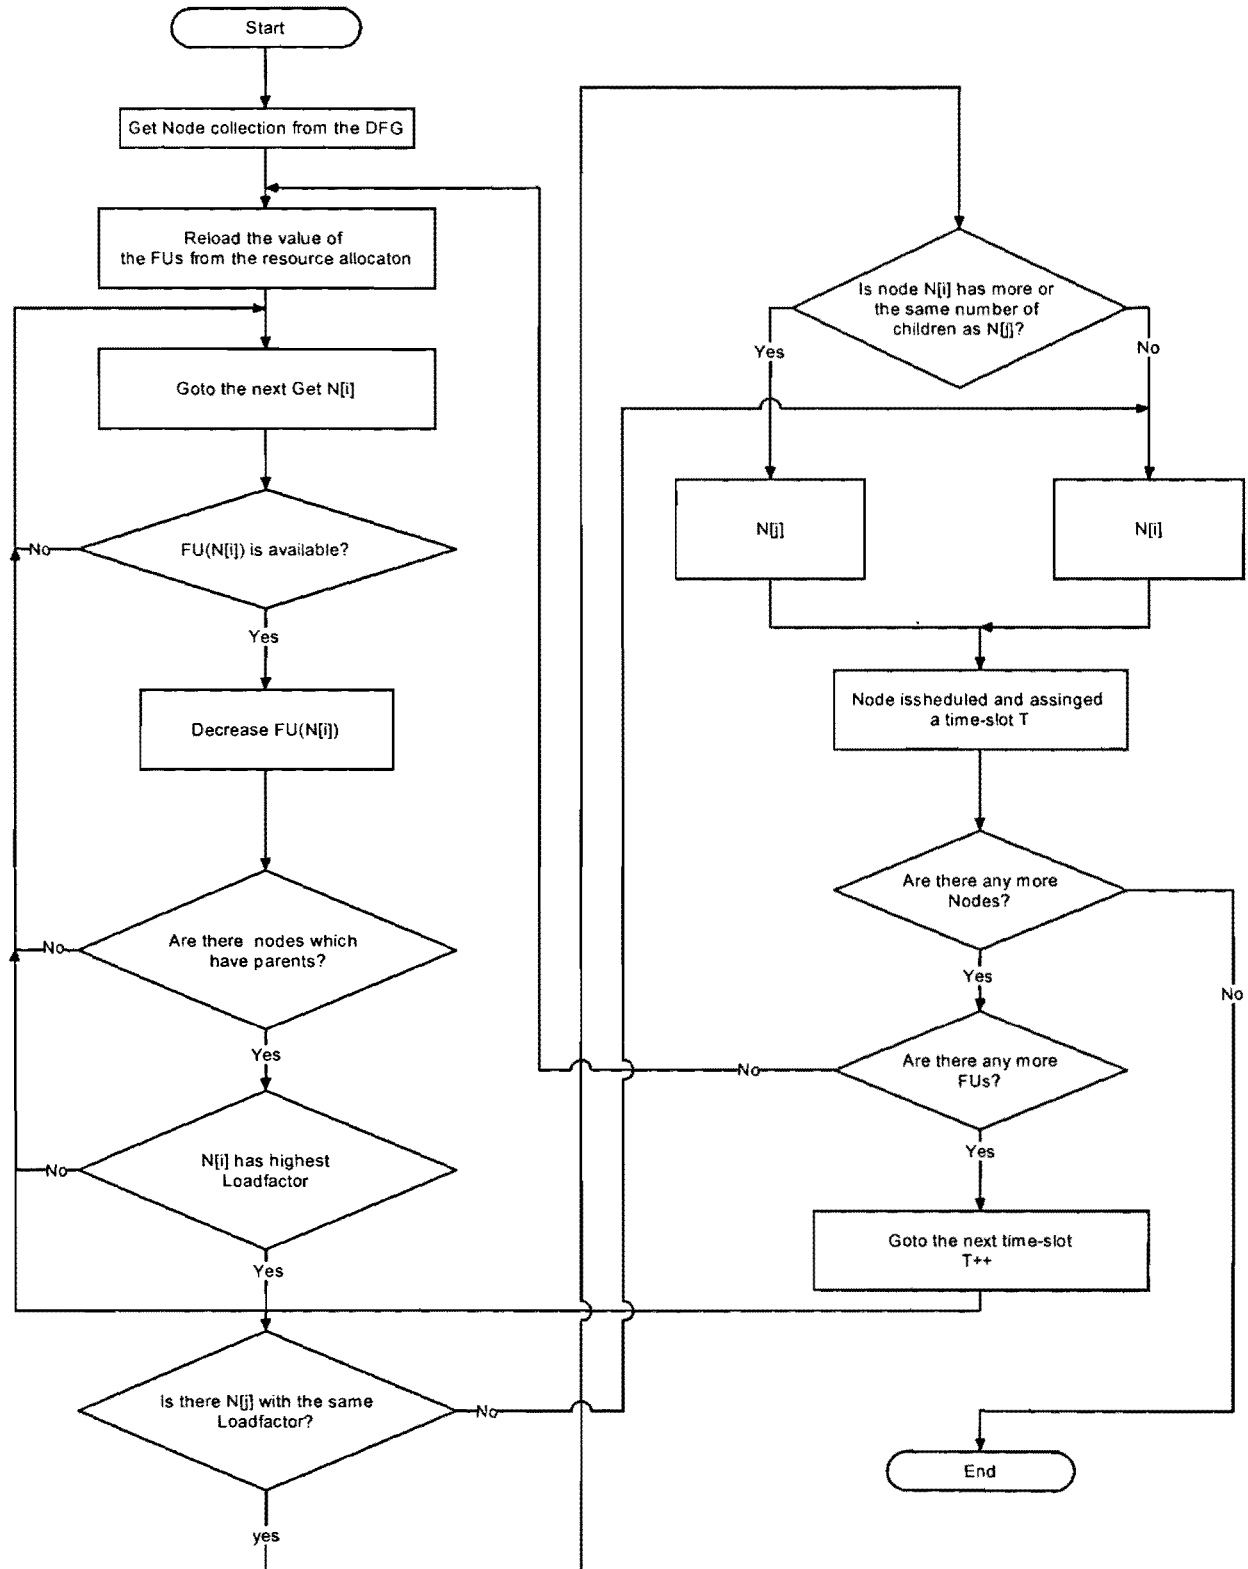 Start
Get Node collection from the DFG
Reload the value of
the FUs from the resource allocaton
Goto the next Get N[i]
FU(N[i]) is available?
No
Yes
Decrease FU(N[i])
Are there nodes which
have parents?
No
Yes
N[i] has highest
Loadfactor
No
Yes
Is there N[j] with the same
Loadfactor?
No
yes
Is node N[i] has more or
the same number of
children as N[j]?
Yes
No
N[j]
N[i]
Node issheduled and assinged
a time-slot T
Are there any more
Nodes?
Yes
No
Are there any more
FUs?
No
Yes
Goto the next time-slot
T++
End